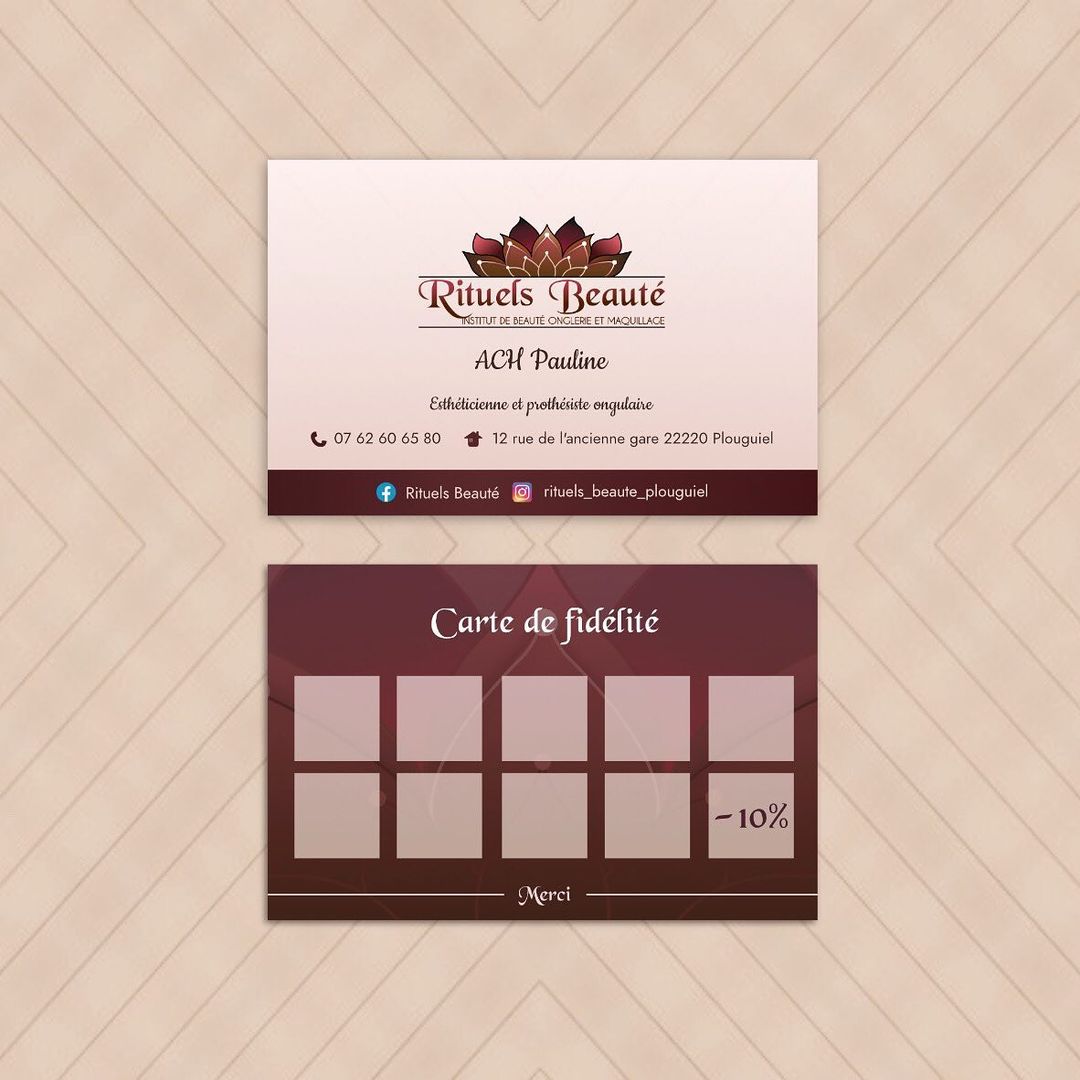 Rituels Beauté
INSTITUT DE BEAUTÉ ONGLERIE ET MAQUILLAGE
ACH Pauline
Esthéticienne et prothésiste ongulaire
07 62 60 65 80 12 rue de l'ancienne gare 22220 Plouguiel
Rituels Beauté rituels_beaute_plouguiel
Carte de fidélité
- 10%
Merci